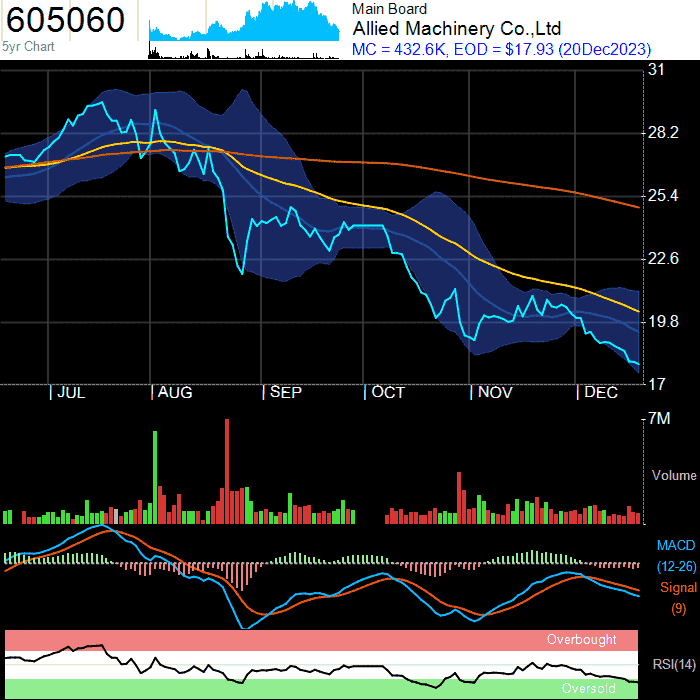 605060
5yr Chart
Main Board
Allied Machinery Co.,Ltd
MC = 432.6K, EOD = $17.93 (20Dec2023)
31
28.2
25.4
22.6
19.8
17
JUL AUG SEP OCT NOV DEC
7M
Volume
MACD
(12-26)
Signal
(9)
Overbought
RSI(14)
Oversold